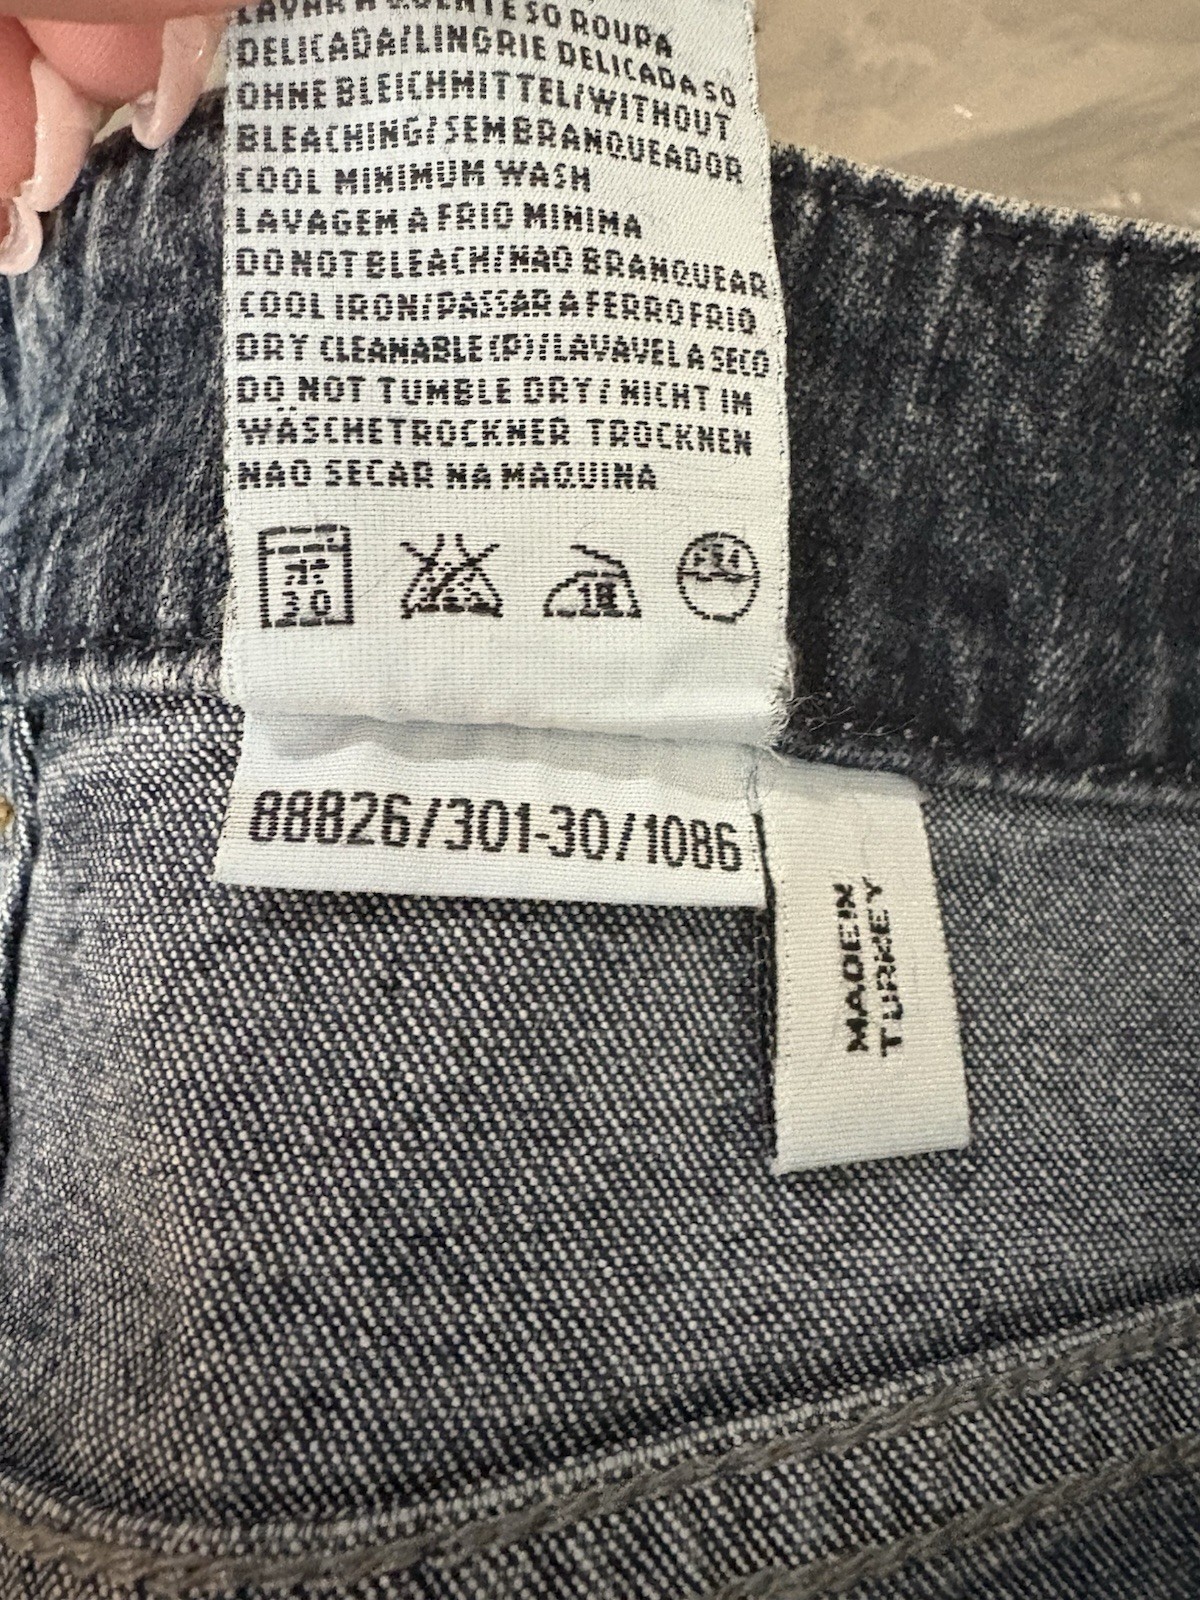 SO ROUPA
DELICADA/LINGRIE DELICADA SO
OHNE BLEICHMITTEL/WITHOUT
BLEACHING/SEM BRANQUEADOR
COOL MINIMUM WASH
LAVAGEM A FRIO MINIMA
DO NOT BLEACH/NAO BRANQUEAR
COOL IRON/PASSAR A FERRO FRIO
DRY CLEANABLE (P)/LAVAVEL A SECO
DO NOT TUMBLE DRY/NICHT IM
WÄSCHETROCKNER TROCKNEN
NAO SECAR NA MAQUINA
30
88826/301-30/1086
MADE IN
TURKEY